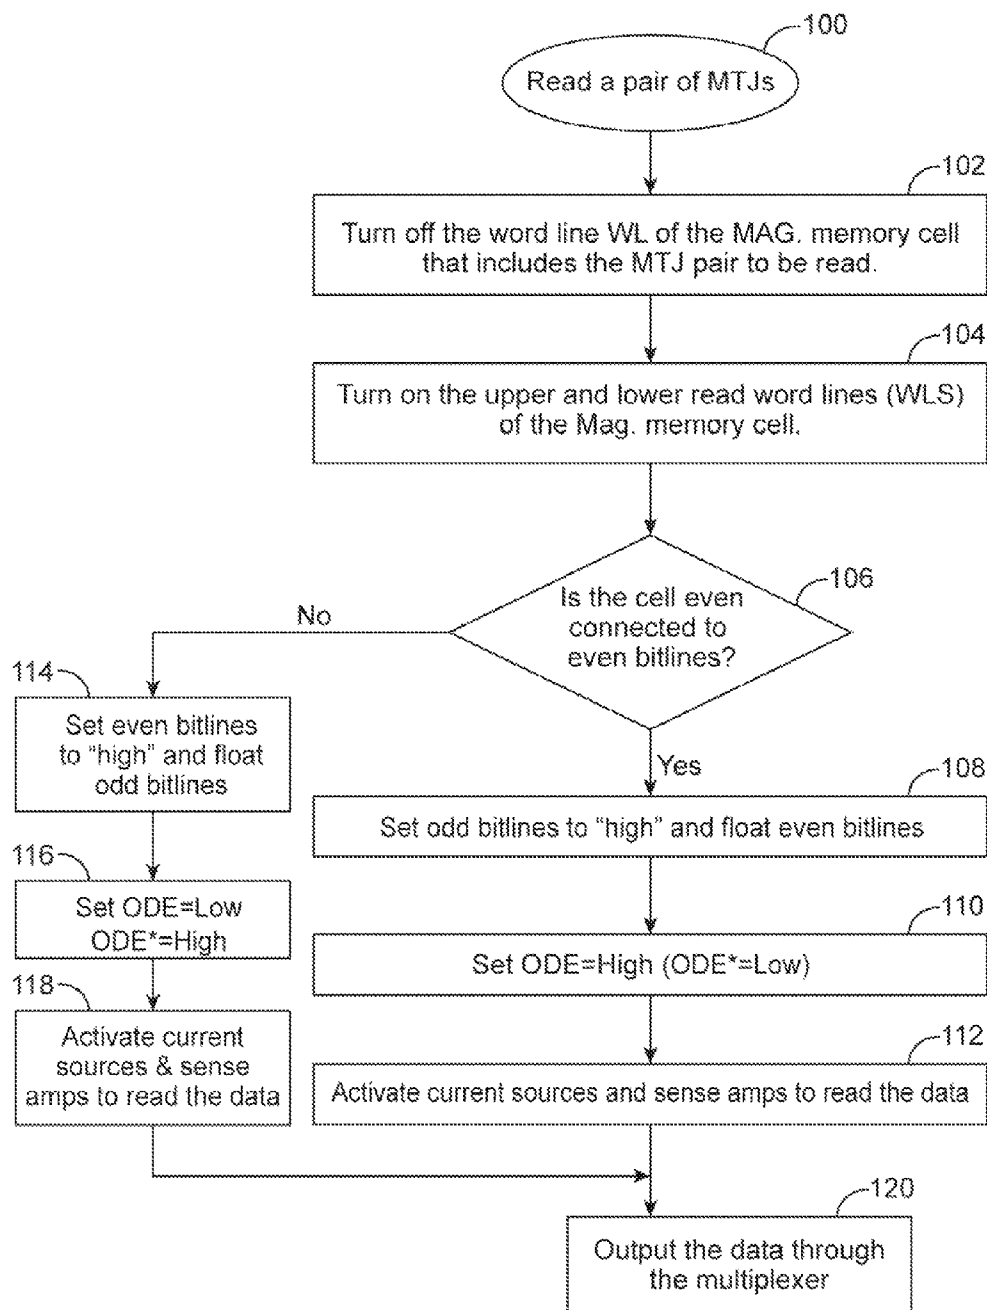 100
Read a pair of MTJs
102
Turn off the word line WL of the MAG. memory cell
that includes the MTJ pair to be read.
104
Turn on the upper and lower read word lines (WLS)
of the Mag. memory cell.
106
Is the cell even
connected to
even bitlines?
No
Yes
114
Set even bitlines
to “high” and float
odd bitlines
108
Set odd bitlines to “high” and float even bitlines
116
Set ODE=Low
ODE*=High
110
Set ODE=High (ODE*=Low)
118
Activate current
sources & sense
amps to read the data
112
Activate current sources and sense amps to read the data
120
Output the data through
the multiplexer